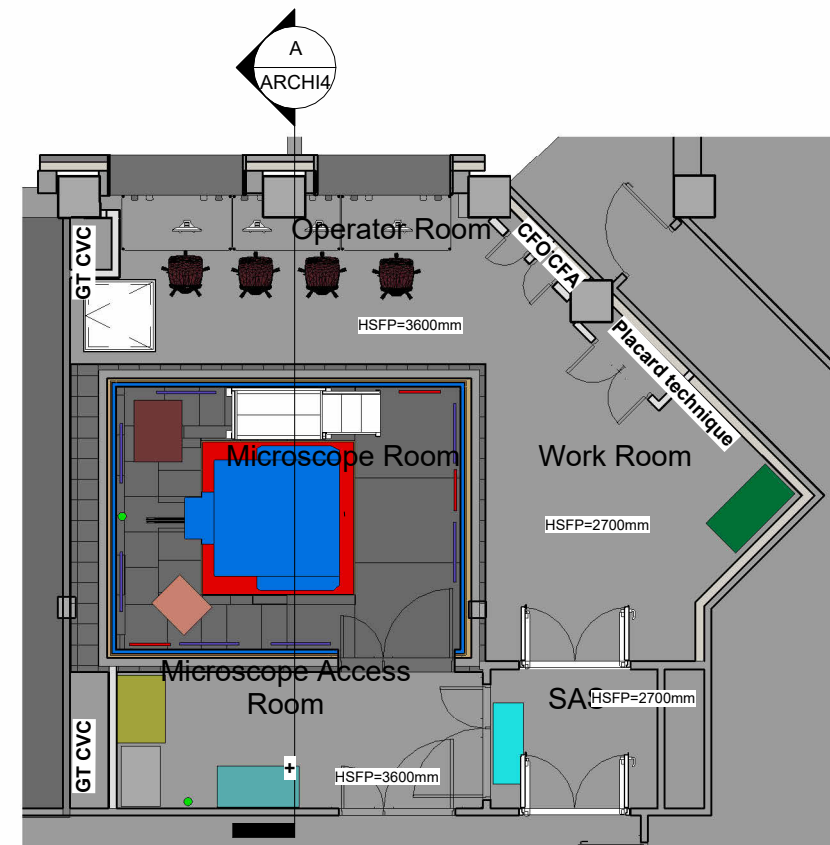 A
ARCHI4
Operator Room
GT CVC
CFO
CFA
HSFP=3600mm
Placard technique
Microscope Room
Work Room
HSFP=2700mm
Microscope Access
Room
SAS
HSFP=2700mm
GT CVC
+
HSFP=3600mm